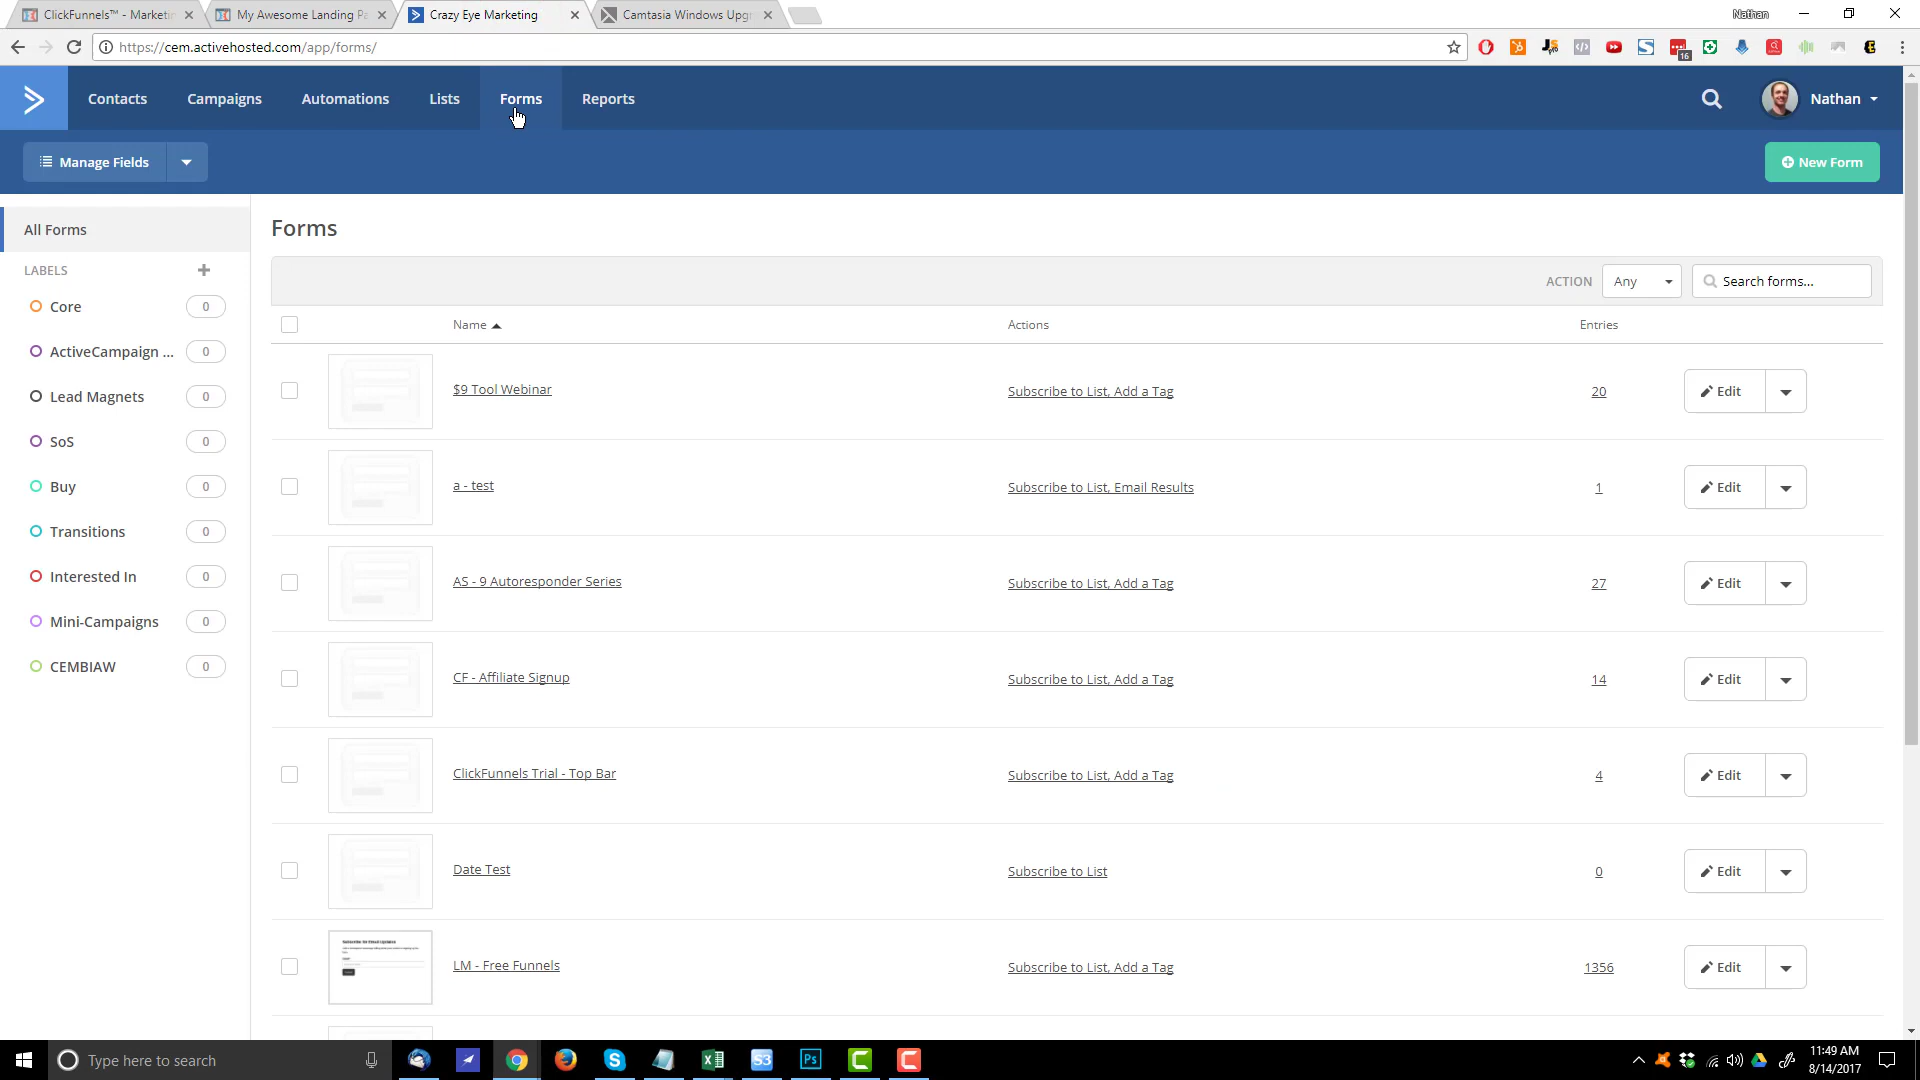 ClickFunnels™ - Marketin
My Awesome Landing Pa
Crazy Eye Marketing
Camtasia Windows Upgr
Nathan
https://cem.activehosted.com/app/forms/
16
Contacts
Campaigns
Automations
Lists
Forms
Reports
Nathan
Manage Fields
New Form
All Forms
LABELS
Core 0
ActiveCampaign ... 0
Lead Magnets 0
SoS 0
Buy 0
Transitions 0
Interested In 0
Mini-Campaigns 0
CEMBIAW 0
Forms
ACTION Any Search forms...
Name Actions Entries
$9 Tool Webinar Subscribe to List, Add a Tag 20 Edit
a - test Subscribe to List, Email Results 1 Edit
AS - 9 Autoresponder Series Subscribe to List, Add a Tag 27 Edit
CF - Affiliate Signup Subscribe to List, Add a Tag 14 Edit
ClickFunnels Trial - Top Bar Subscribe to List, Add a Tag 4 Edit
Date Test Subscribe to List 0 Edit
LM - Free Funnels Subscribe to List, Add a Tag 1356 Edit
Type here to search
S3
Ps
11:49 AM
8/14/2017